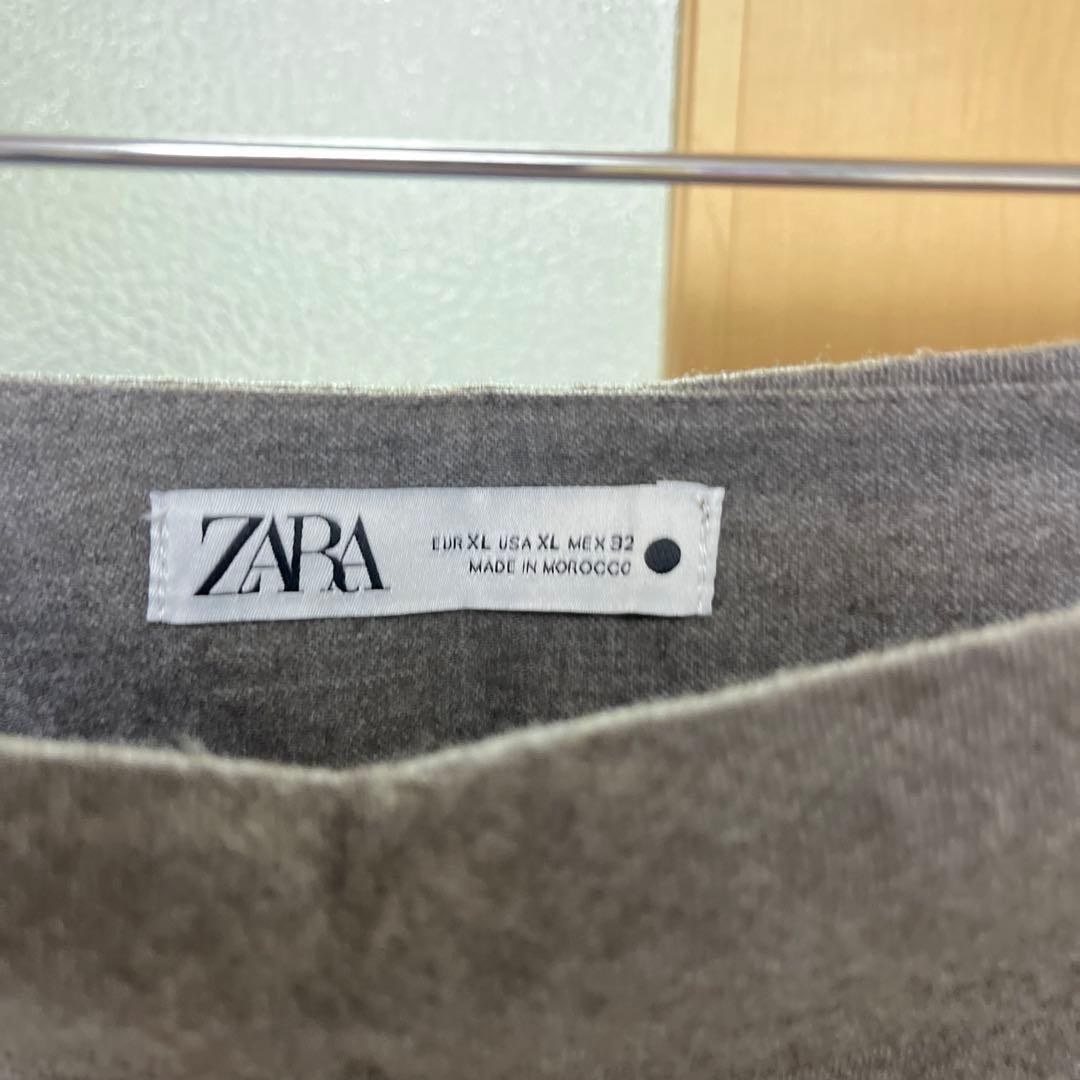 ZARA
EUR XL USA XL MEX 32
MADE IN MOROCCO